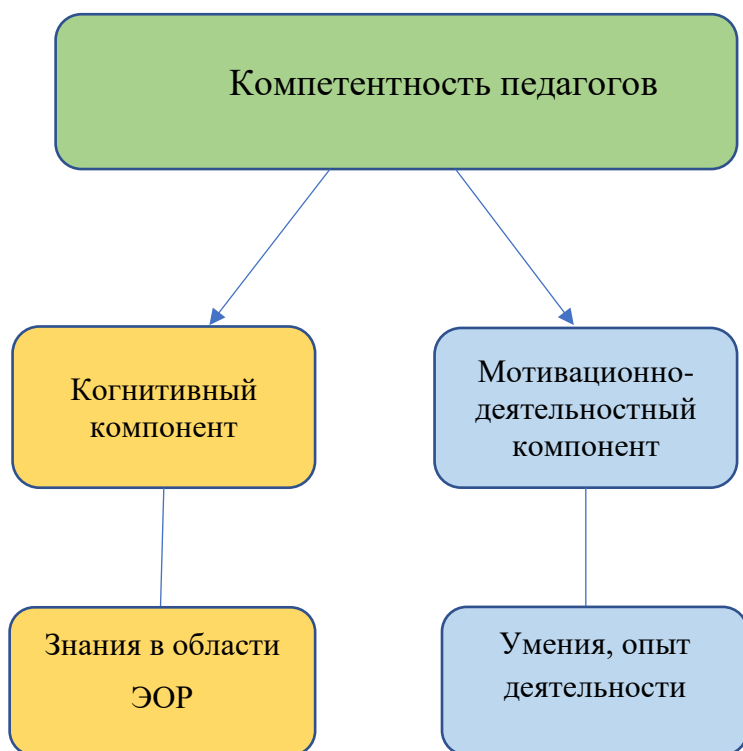 Компетентность педагогов
Когнитивный
компонент
Мотивационно-
деятельностный
компонент
Знания в области
ЭОР
Умения, опыт
деятельности